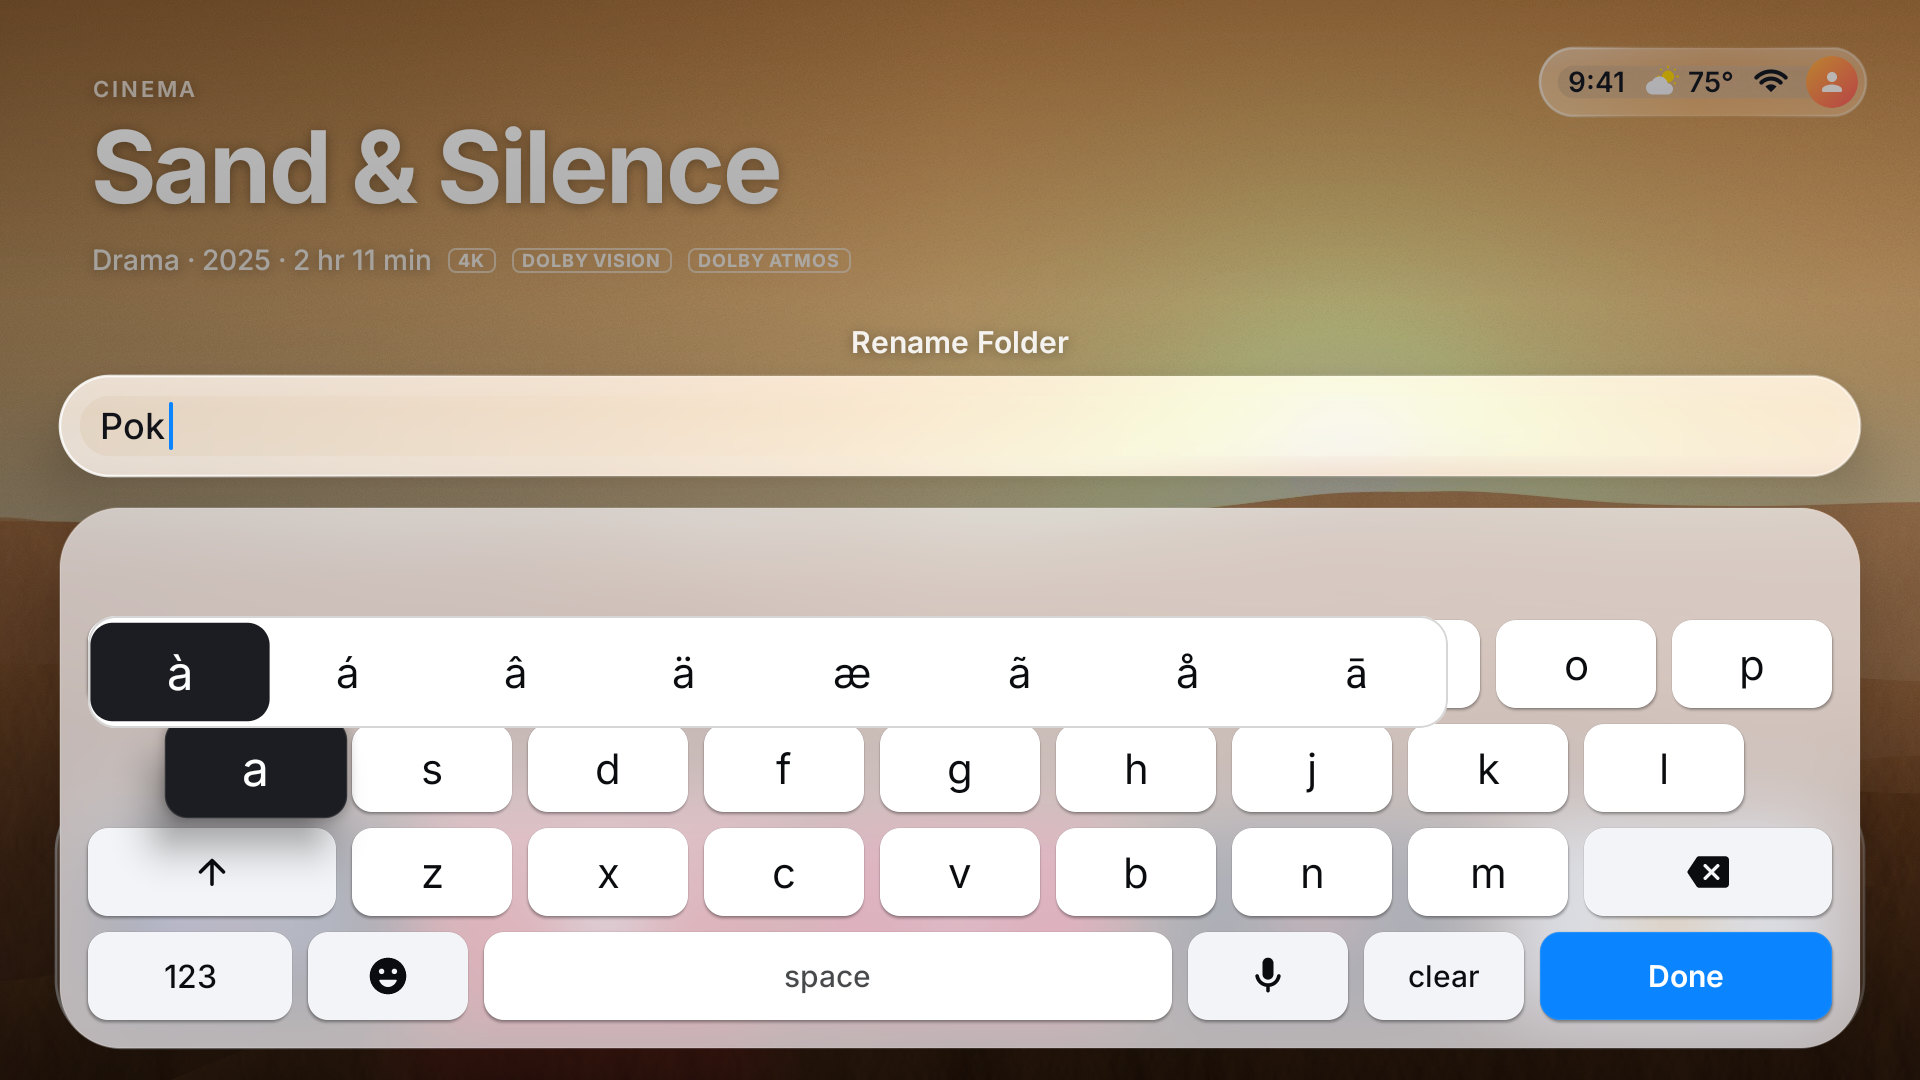 CINEMA
9:41 75°
Sand & Silence
Drama · 2025 · 2 hr 11 min 4K DOLBY VISION DOLBY ATMOS
Rename Folder
Pok
à á â ä æ ã å ā o p
a s d f g h j k l
z x c v b n m
123 space clear Done